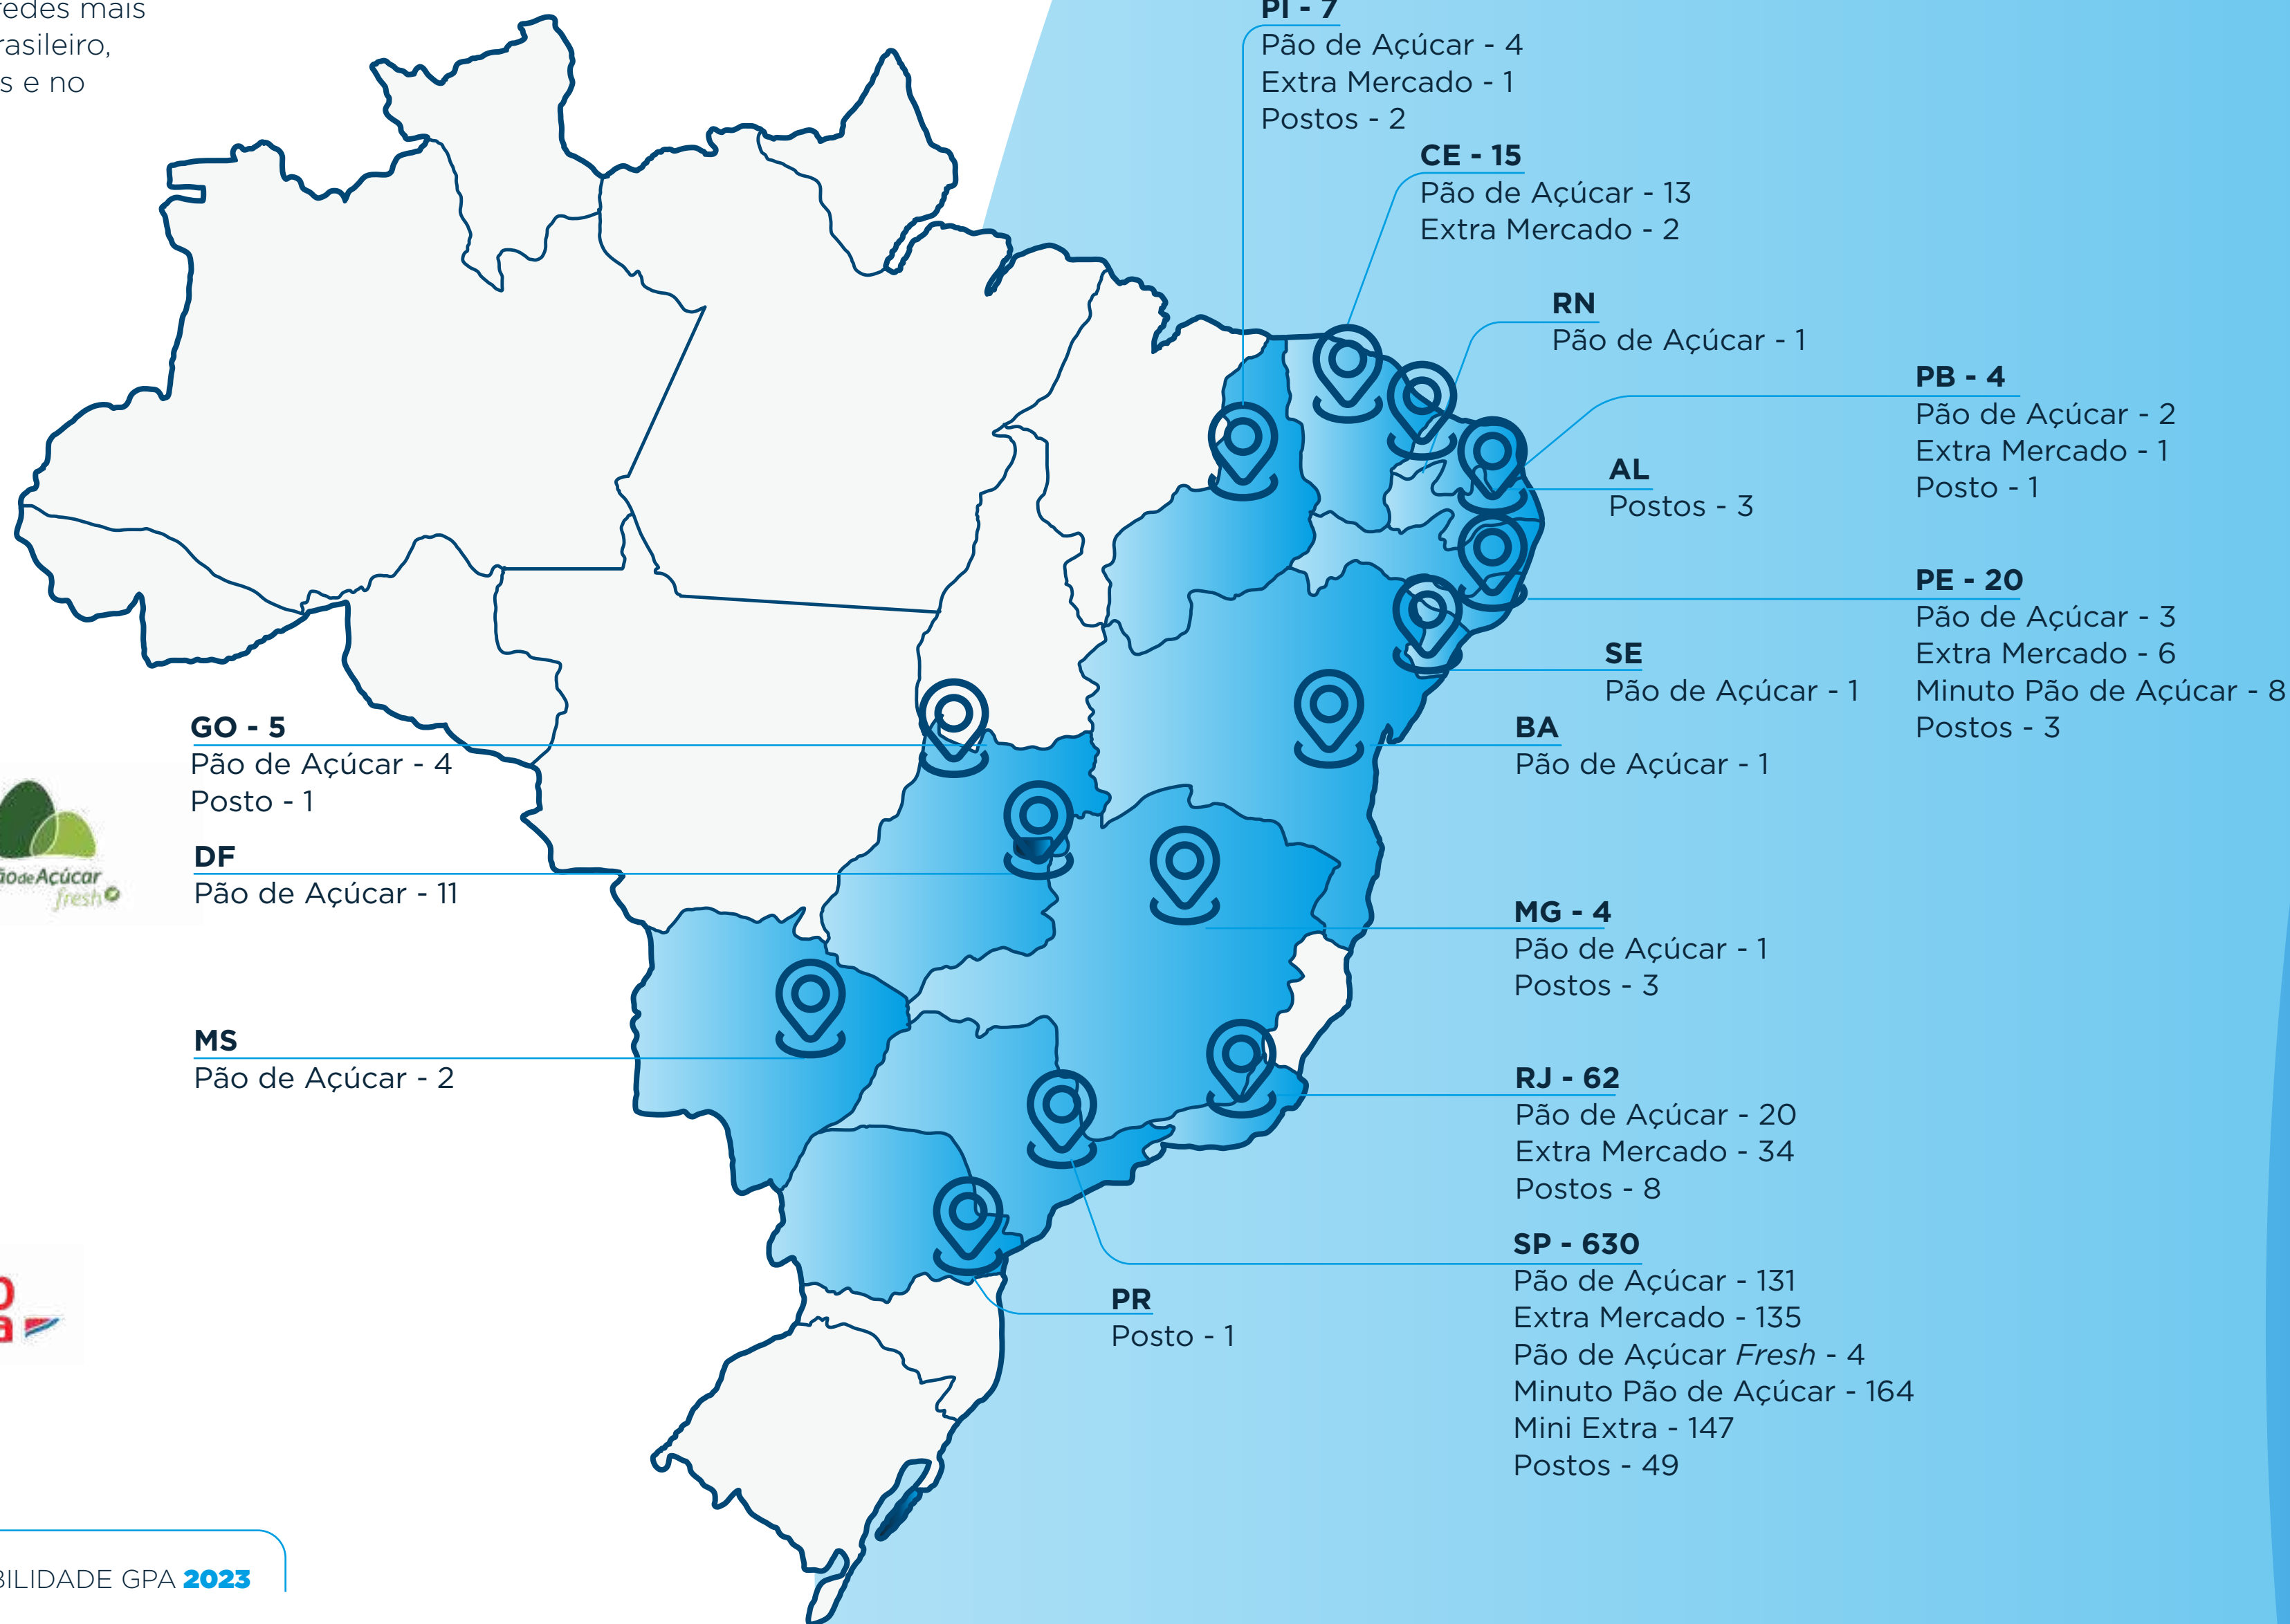 redes mais
rasileiro,
s e no
PI - 7
Pão de Açúcar - 4
Extra Mercado - 1
Postos - 2
CE - 15
Pão de Açúcar - 13
Extra Mercado - 2
RN
Pão de Açúcar - 1
PB - 4
Pão de Açúcar - 2
Extra Mercado - 1
Posto - 1
AL
Postos - 3
PE - 20
Pão de Açúcar - 3
Extra Mercado - 6
Minuto Pão de Açúcar - 8
Postos - 3
SE
Pão de Açúcar - 1
BA
Pão de Açúcar - 1
GO - 5
Pão de Açúcar - 4
Posto - 1
DF
Pão de Açúcar - 11
ão de Açúcar
fresh
MG - 4
Pão de Açúcar - 1
Postos - 3
MS
Pão de Açúcar - 2
RJ - 62
Pão de Açúcar - 20
Extra Mercado - 34
Postos - 8
SP - 630
Pão de Açúcar - 131
Extra Mercado - 135
Pão de Açúcar Fresh - 4
Minuto Pão de Açúcar - 164
Mini Extra - 147
Postos - 49
PR
Posto - 1
BILIDADE GPA 2023